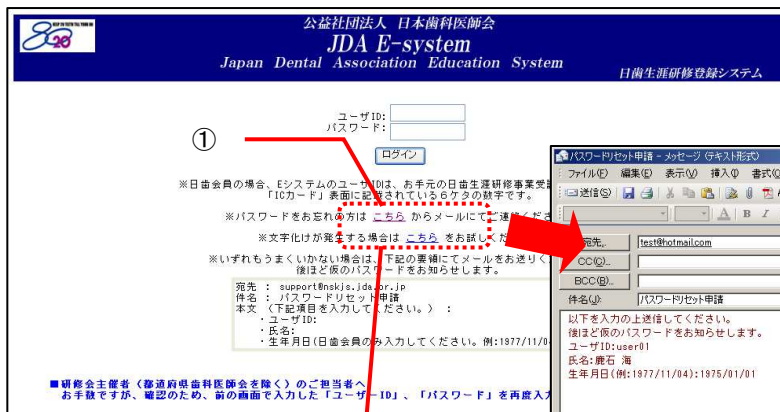 8020
公益社団法人 日本歯科医師会
JDA E-system
Japan Dental Association Education System
日歯生涯研修登録システム
ユーザID:
パスワード:
ログイン
①
※日歯会員の場合、EシステムのユーザIDは、お手元の日歯生涯研修事業受
「ICカード」表面に記載されている6ケタの数字です。
※パスワードをお忘れの方は こちら からメールにてご連絡くださ
※文字化けが発生する場合は こちら をお試しくだ
※いずれもうまくいかない場合は、下記の要領にてメールをお送りく
後ほど仮のパスワードをお知らせします。
宛先 : support@nskjs.jda.or.jp
件名 : パスワードリセット申請
本文 (下記項目を入力してください。) :
・ユーザID:
・氏名:
・生年月日(日歯会員のみ入力してください。例:1977/11/0
■研修会主催者（都道府県歯科医師会を除く）のご担当者へ
お手数ですが、確認のため、前の画面で入力した「ユーザーID」、「パスワード」を再度入力
パスワードリセット申請 - メッセージ (テキスト形式)
ファイル(F) 編集(E) 表示(V) 挿入(I) 書式(O
送信(S)
A B I
宛先..
test@hotmail.com
CC(C)..
BCC(B)..
件名(J):
パスワードリセット申請
以下を入力の上送信してください。
後ほど仮のパスワードをお知らせします。
ユーザID:user01
氏名:鹿石 海
生年月日(例:1977/11/04):1975/01/01